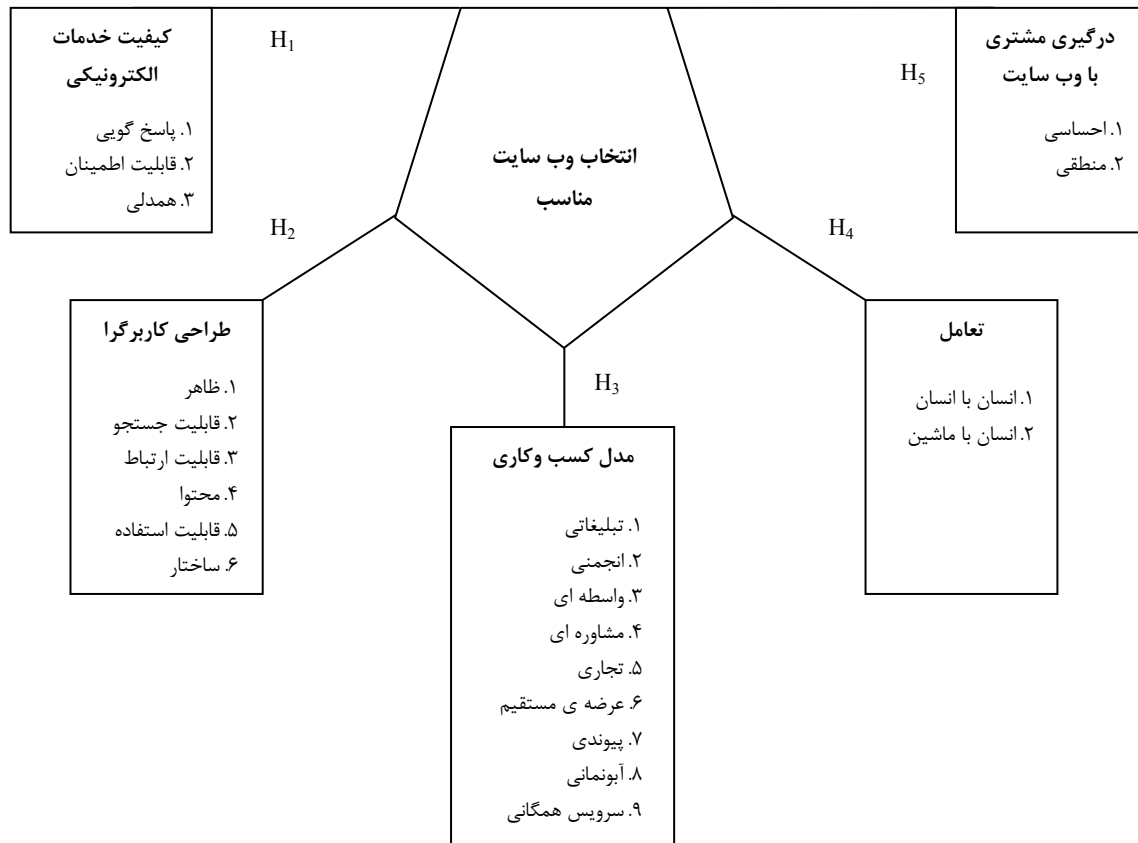 کیفیت خدمات
الکترونیکی
۱. پاسخ گویی
۲. قابلیت اطمینان
۳. همدلی
H1
انتخاب وب سایت
مناسب
H5
درگیری مشتری
با وب سایت
۱. احساسی
۲. منطقی
H2
H4
طراحی کاربرگرا
۱. ظاهر
۲. قابلیت جستجو
۳. قابلیت ارتباط
۴. محتوا
۵. قابلیت استفاده
۶. ساختار
H3
مدل کسب وکاری
۱. تبلیغاتی
۲. انجمنی
۳. واسطه ای
۴. مشاوره ای
۵. تجاری
۶. عرضه ی مستقیم
۷. پیوندی
۸. آبونمانی
۹. سرویس همگانی
تعامل
۱. انسان با انسان
۲. انسان با ماشین